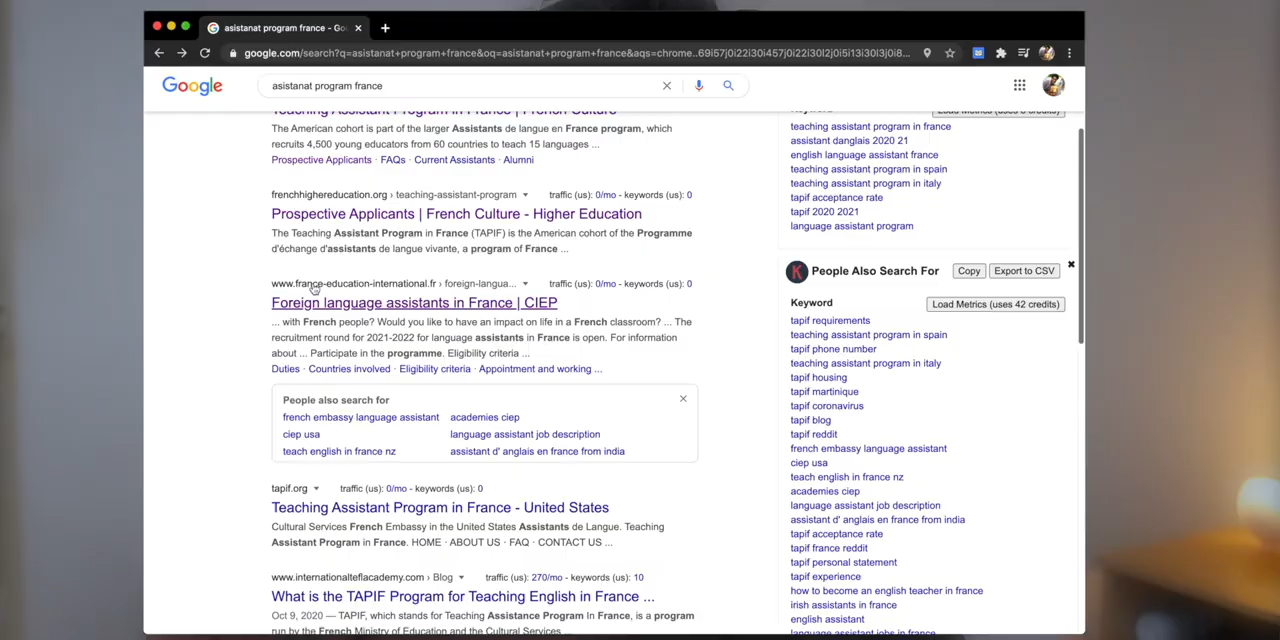 asistanat program france - Go
google.com/search?q=asistanat+program+france&oq=asistanat+program+france&aqs=chrome..69i57j0i22i30i457j0i22i30l2j0i5i13i30l3j0i8...
Google
asistanat program france
Teaching Assistant Program in France | French Culture
The American cohort is part of the larger Assistants de langue en France program, which
recruits 4,500 young educators from 60 countries to teach 15 languages ...
Prospective Applicants · FAQs · Current Assistants · Alumni
frenchhighereducation.org › teaching-assistant-program traffic (us): 0/mo - keywords (us): 0
Prospective Applicants | French Culture - Higher Education
The Teaching Assistant Program in France (TAPIF) is the American cohort of the Programme
d'échange d'assistants de langue vivante, a program of France ...
www.france-education-international.fr › foreign-langua... traffic (us): 0/mo - keywords (us): 0
Foreign language assistants in France | CIEP
... with French people? Would you like to have an impact on life in a French classroom? ... The
recruitment round for 2021-2022 for language assistants in France is open. For information
about ... Participate in the programme. Eligibility criteria ...
Duties · Countries involved · Eligibility criteria · Appointment and working ...
People also search for
french embassy language assistant academies ciep
ciep usa language assistant job description
teach english in france nz assistant d' anglais en france from india
tapif.org traffic (us): 0/mo - keywords (us): 0
Teaching Assistant Program in France - United States
Cultural Services French Embassy in the United States Assistants de Langue. Teaching
Assistant Program in France. HOME · ABOUT US · FAQ · CONTACT US ...
www.internationalteflacademy.com › Blog traffic (us): 270/mo - keywords (us): 10
What is the TAPIF Program for Teaching English in France ...
Oct 9, 2020 — TAPIF, which stands for Teaching Assistance Program In France, is a program
run by the French Ministry of Education and the Cultural Services ...
Keyword
teaching assistant program in france
assistant danglais 2020 21
english language assistant france
teaching assistant program in spain
teaching assistant program in italy
tapif acceptance rate
tapif 2020 2021
language assistant program
K People Also Search For Copy Export to CSV
Keyword Load Metrics (uses 42 credits)
tapif requirements
teaching assistant program in spain
tapif phone number
teaching assistant program in italy
tapif housing
tapif martinique
tapif coronavirus
tapif blog
tapif reddit
french embassy language assistant
ciep usa
teach english in france nz
academies ciep
language assistant job description
assistant d' anglais en france from india
tapif acceptance rate
tapif france reddit
tapif personal statement
tapif experience
how to become an english teacher in france
irish assistants in france
english assistant
language assistant jobs in france